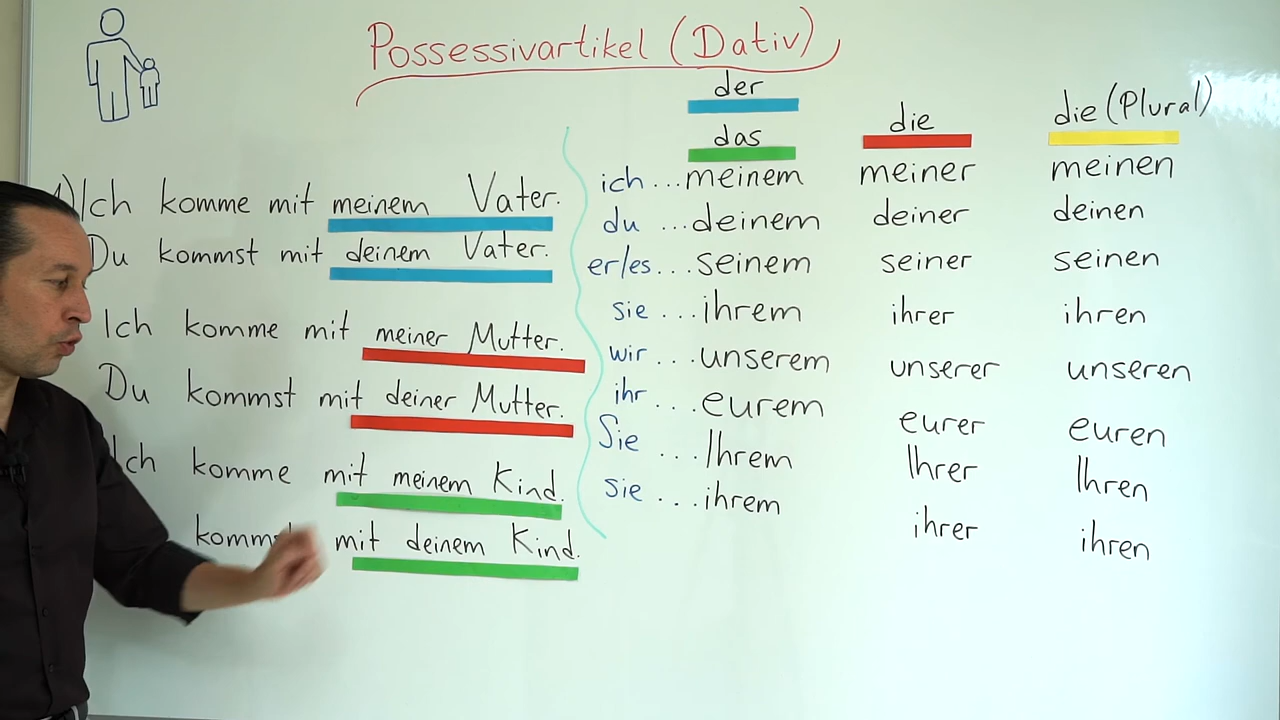 Possessivartikel (Dativ)
der
das
die
die (Plural)
1) Ich komme mit meinem Vater.
Du kommst mit deinem Vater.
Ich komme mit meiner Mutter.
Du kommst mit deiner Mutter.
Ich komme mit meinem Kind.
kommst mit deinem Kind.
ich ... meinem meiner meinen
du ... deinem deiner deinen
er/es ... seinem seiner seinen
sie ... ihrem ihrer ihren
wir ... unserem unserer unseren
ihr ... eurem eurer euren
Sie ... Ihrem Ihrer Ihren
sie ... ihrem ihrer ihren